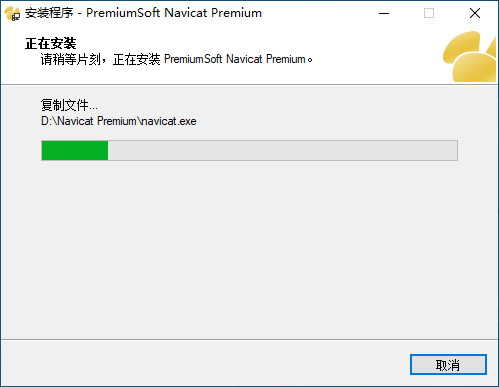 安装程序 - PremiumSoft Navicat Premium
正在安装
请稍等片刻，正在安装 PremiumSoft Navicat Premium。
复制文件...
D:\Navicat Premium\navicat.exe
取消